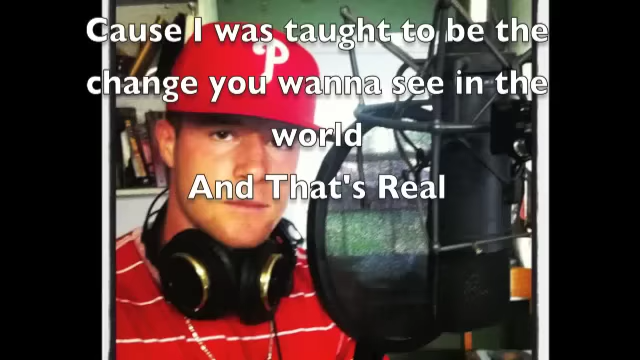 Cause I was taught to be the
change you wanna see in the
world
And That's Real
P